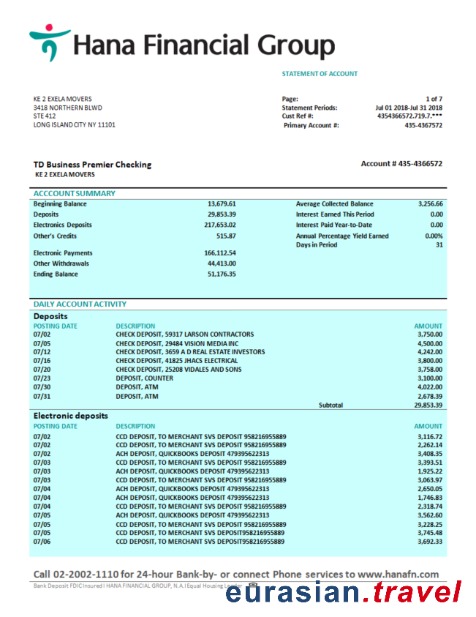 Hana Financial Group
STATEMENT OF ACCOUNT
KE 2 EXELA MOVERS
3418 NORTHERN BLWD
STE 412
LONG ISLAND CITY NY 11101
Page: 1 of 7
Statement Periods: Jul 01 2018-Jul 31 2018
Cust Ref #: 4354366572.719.7.***
Primary Account #: 435-4367572
TD Business Premier Checking
Account # 435-4366572
KE 2 EXELA MOVERS
ACCCOUNT SUMMARY
Beginning Balance 13,679.61 Average Collected Balance 3,256.66
Deposits 29.853.39 Interest Earned This Period 0.00
Electronics Deposits 217,653.02 Interest Paid Year-to-Date 0.00
Other's Credits 515.87 Annual Percentage Yield Earned 0.00%
Days in Period 31
Electronic Payments 166,112.54
Other Withdrawals 44,413.00
Ending Balance 51,176.35
DAILY ACCOUNT ACTIVITY
Deposits
POSTING DATE DESCRIPTION AMOUNT
07/02 CHECK DEPOSIT, 59317 LARSON CONTRACTORS 3,750.00
07/05 CHECK DEPOSIT, 29484 VISION MEDIA INC 4,500.00
07/12 CHECK DEPOSIT, 3659 A D REAL ESTATE INVESTORS 4,242.00
07/16 CHECK DEPOSIT, 41825 JHACS ELECTRICAL 3,800.00
07/20 CHECK DEPOSIT, 25208 VIDALES AND SONS 3,758.00
07/23 DEPOSIT, COUNTER 3,100.00
07/30 DEPOSIT, ATM 4,022.00
07/31 DEPOSIT, ATM 2,678.39
Subtotal 29.853.39
Electronic deposits
POSTING DATE DESCRIPTION AMOUNT
07/02 CCD DEPOSIT, TO MERCHANT SVS DEPOSIT 958216955889 3,116.72
07/02 CCD DEPOSIT, TO MERCHANT SVS DEPOSIT 958216955889 2,262.14
07/02 ACH DEPOSIT, QUICKBOOKS DEPOSIT 479395622313 3,408.35
07/03 CCD DEPOSIT, TO MERCHANT SVS DEPOSIT 958216955889 3,393.51
07/03 ACH DEPOSIT, QUICKBOOKS DEPOSIT 479395622313 1,925.22
07/03 CCD DEPOSIT, TO MERCHANT SVS DEPOSIT958216955889 3,063.97
07/04 ACH DEPOSIT, QUICKBOOKS DEPOSIT 479395622313 2,650.05
07/04 ACH DEPOSIT, QUICKBOOKS DEPOSIT 479395622313 1,746.83
07/04 CCD DEPOSIT, TO MERCHANT SVS DEPOSIT958216955889 2,318.74
07/05 ACH DEPOSIT, QUICKBOOKS DEPOSIT 479395622313 3,562.60
07/05 CCD DEPOSIT, TO MERCHANT SVS DEPOSIT958216955889 3,228.25
07/05 CCD DEPOSIT, TO MERCHANT SVS DEPOSIT958216955889 3,745.48
07/06 CCD DEPOSIT, TO MERCHANT SVS DEPOSIT958216955889 3,692.33
Call 02-2002-1110 for 24-hour Bank-by- or connect Phone services to www.hanafn.com
Bank Deposit FDIC Insured I HANA FINANCIAL GROUP, N.A. I Equal Housing
eurasian.travel